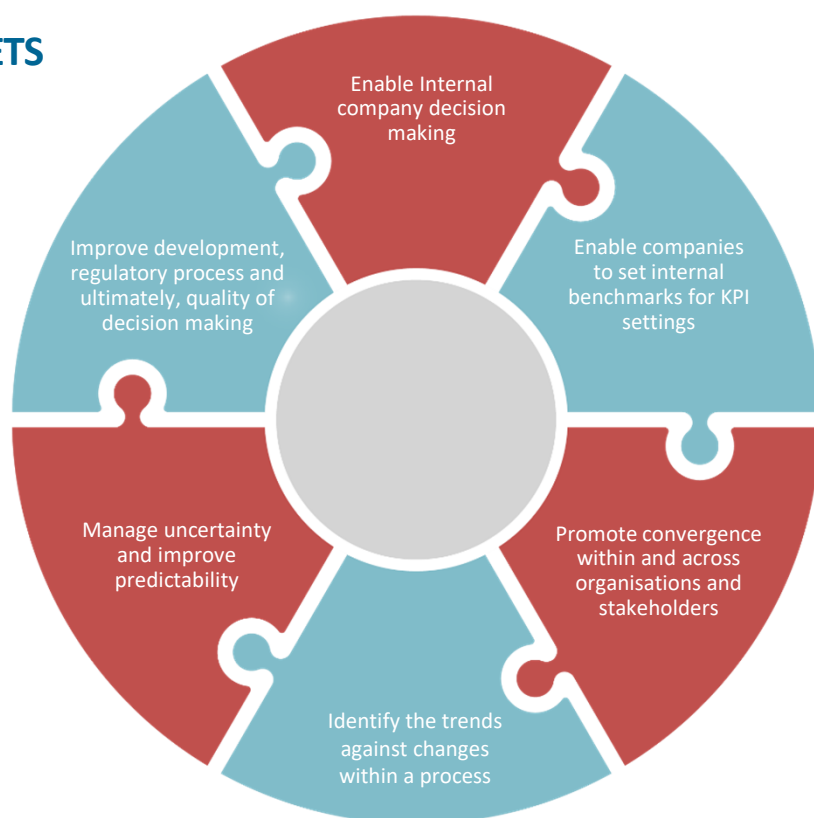 ETS
Enable Internal
company decision
making
Enable companies
to set internal
benchmarks for KPI
settings
Promote convergence
within and across
organisations and
stakeholders
Identify the trends
against changes
within a process
Manage uncertainty
and improve
predictability
Improve development,
regulatory process and
ultimately, quality of
decision making